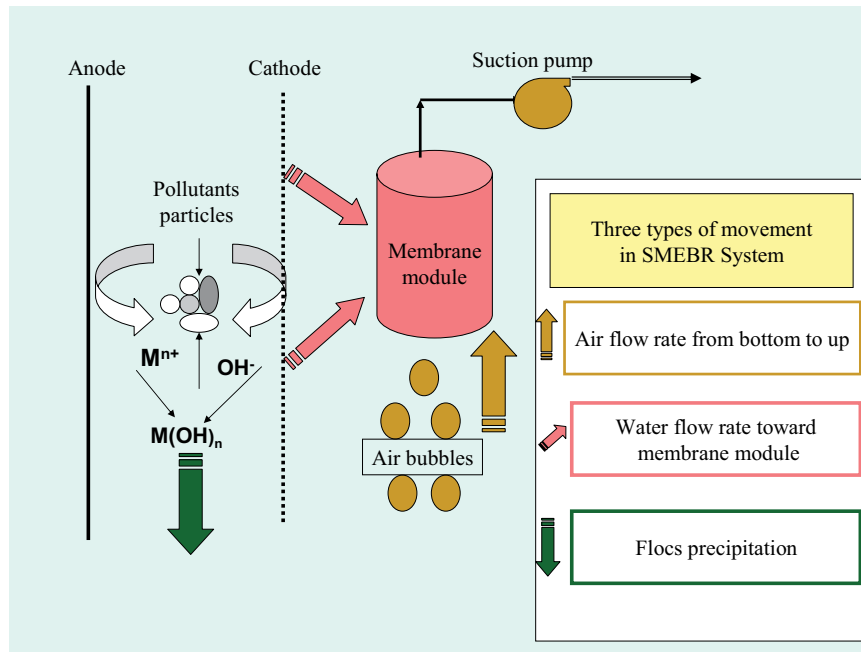 Suction pump
Anode
Cathode
Pollutants
particles
Membrane
module
Mⁿ⁺
OH⁻
M(OH)ₙ
Air bubbles
Three types of movement
in SMEBR System
Air flow rate from bottom to up
Water flow rate toward
membrane module
Flocs precipitation